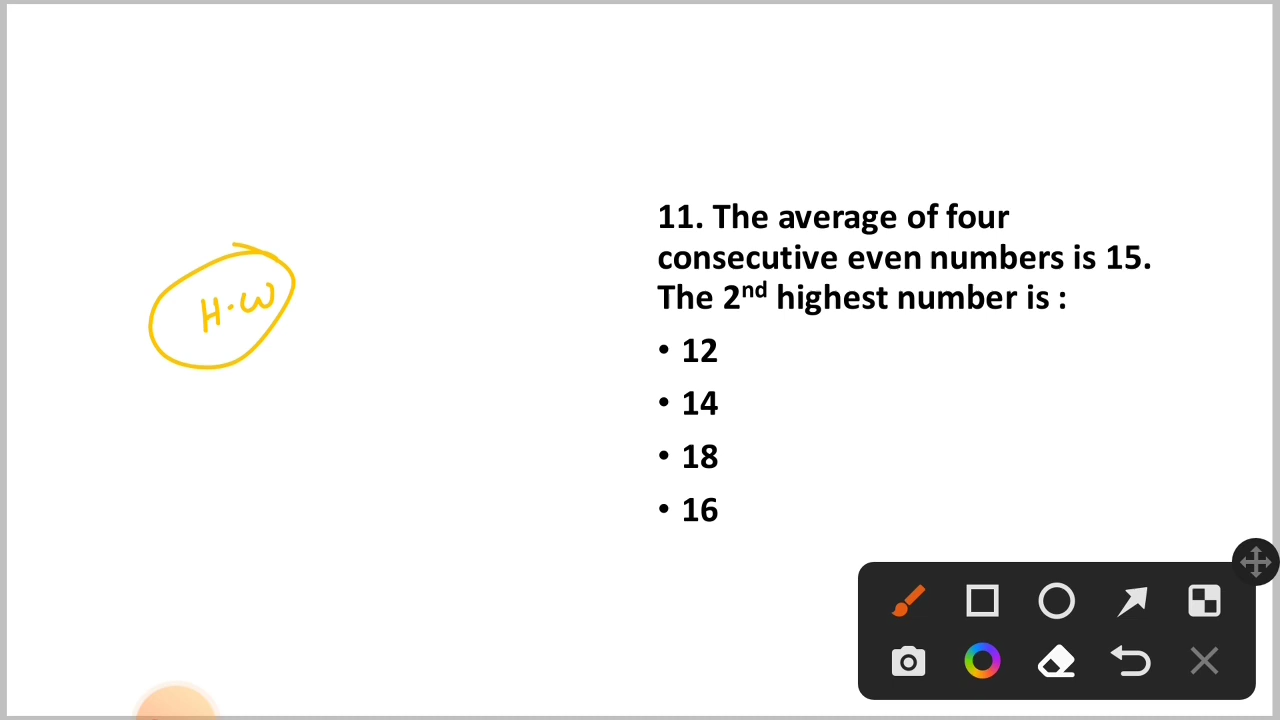 H.W
11. The average of four
consecutive even numbers is 15.
The 2nd highest number is :
• 12
• 14
• 18
• 16